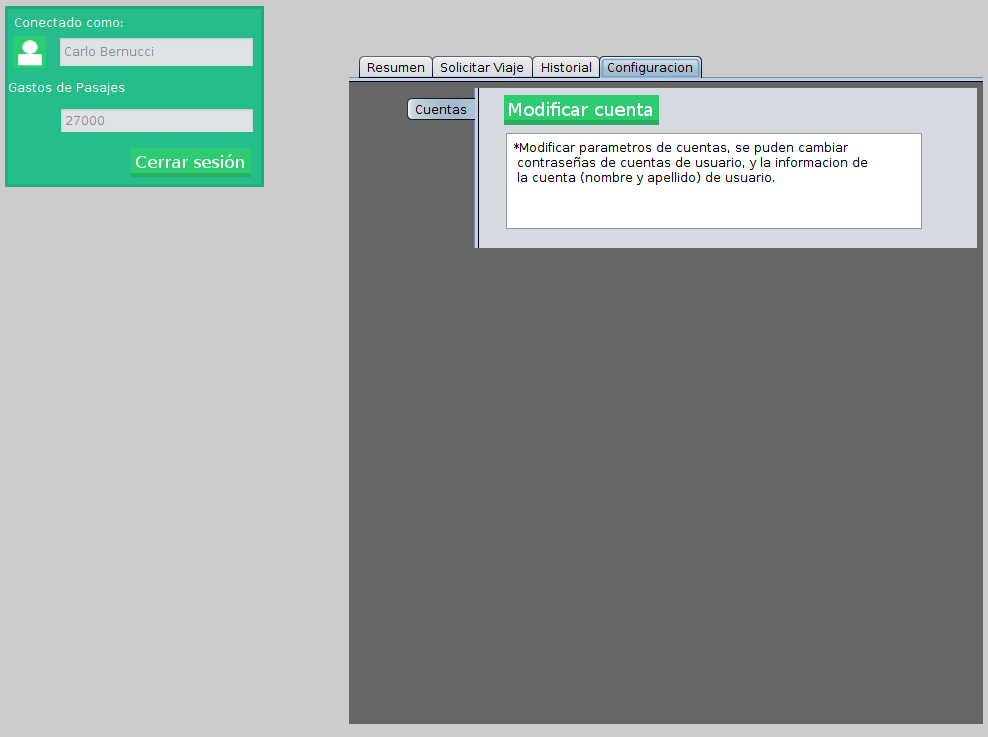 Conectado como:
Carlo Bernucci
Gastos de Pasajes
27000
Cerrar sesión
Resumen
Solicitar Viaje
Historial
Configuracion
Cuentas
Modificar cuenta
*Modificar parametros de cuentas, se puden cambiar
contraseñas de cuentas de usuario, y la informacion de
la cuenta (nombre y apellido) de usuario.